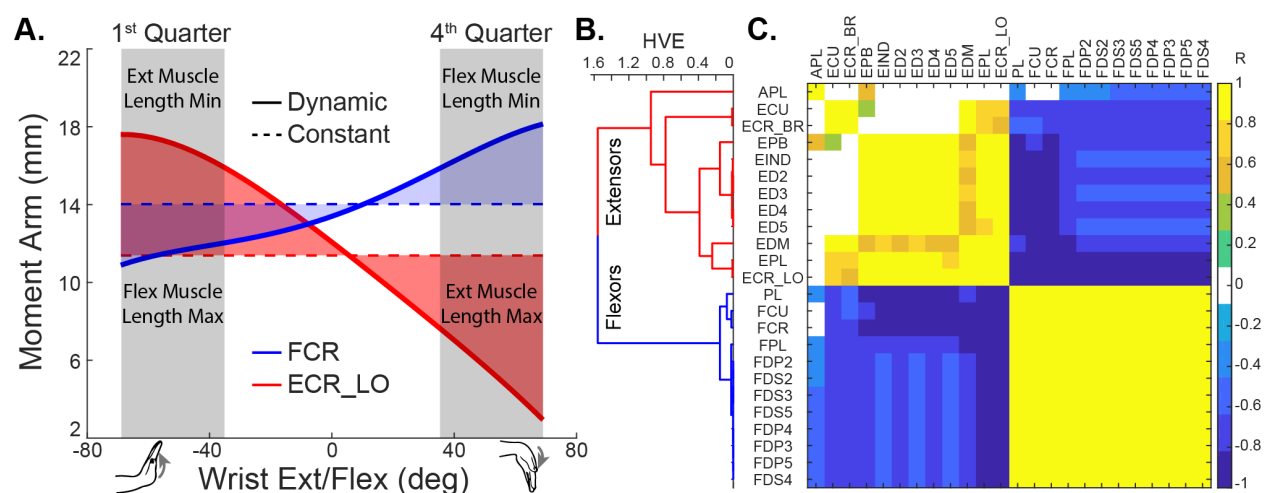 A.
1st Quarter
4th Quarter
22
18
14
10
6
2
Moment Arm (mm)
Ext Muscle
Length Min
Flex Muscle
Length Min
Dynamic
Constant
Flex Muscle
Length Max
Ext Muscle
Length Max
FCR
ECR_LO
-80
-40
0
40
80
Wrist Ext/Flex (deg)
B.
HVE
1.6
1.2
0.8
0.4
0
Extensors
Flexors
C.
APL
ECU
ECR_BR
EPB
EIND
ED2
ED3
ED4
ED5
EDM
EPL
ECR_LO
PL
FCU
FCR
FPL
FDP2
FDS2
FDS3
FDS5
FDP4
FDP3
FDP5
FDS4
APL
ECU
ECR_BR
EPB
EIND
ED2
ED3
ED4
ED5
EDM
EPL
ECR_LO
PL
FCU
FCR
FPL
FDP2
FDS2
FDS3
FDS5
FDP4
FDP3
FDP5
FDS4
R
1
0.8
0.6
0.4
0.2
0
-0.2
-0.4
-0.6
-0.8
-1